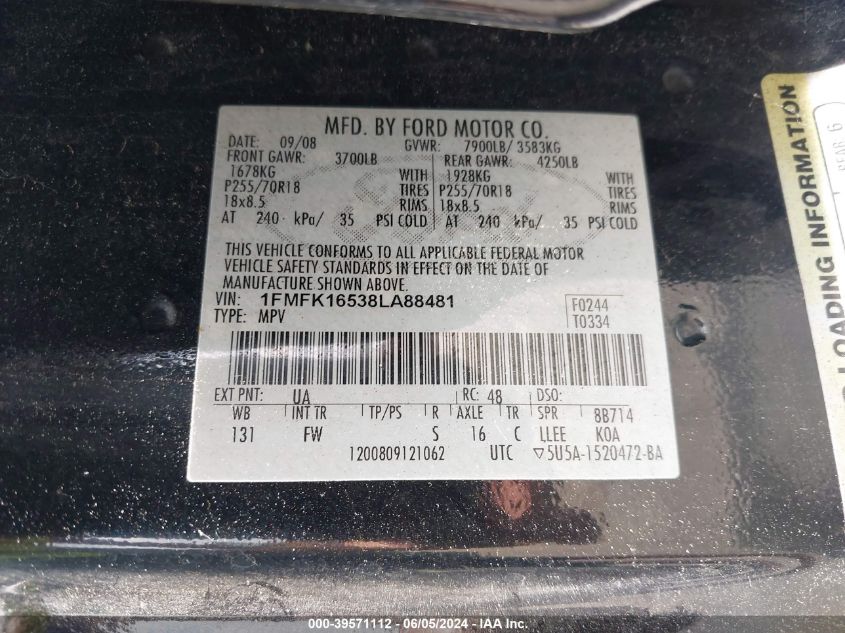 MFD. BY FORD MOTOR CO.
DATE: 09/08 GVWR: 7900LB/ 3583KG
FRONT GAWR: 3700LB REAR GAWR: 4250LB
1678KG WITH 1928KG WITH
P255/70R18 TIRES P255/70R18 TIRES
18x8.5 RIMS 18x8.5 RIMS
AT 240 kPa/ 35 PSI COLD AT 240 kPa/ 35 PSI COLD
THIS VEHICLE CONFORMS TO ALL APPLICABLE FEDERAL MOTOR
VEHICLE SAFETY STANDARDS IN EFFECT ON THE DATE OF
MANUFACTURE SHOWN ABOVE.
VIN: 1FMFK16538LA88481 F0244
TYPE: MPV T0334
EXT PNT: UA RC: 48 DSO:
WB INT TR TP/PS R AXLE TR SPR 8B714
131 FW S 16 C LLEE KOA
1200809121062 UTC ▽5U5A-1520472-BA
LOADING INFORMATION
REAR 6
000-39571112 - 06/05/2024 - © IAA, Inc.